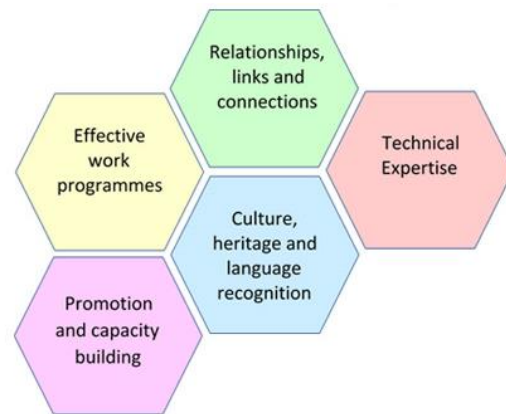 Relationships,
links and
connections
Effective
work
programmes
Technical
Expertise
Culture,
heritage and
language
recognition
Promotion
and capacity
building